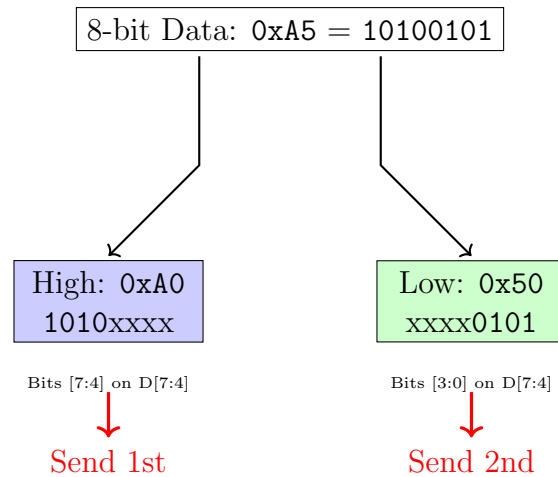 8-bit Data: 0xA5 = 10100101
High: 0xA0
1010xxxx
Low: 0x50
xxxx0101
Bits [7:4] on D[7:4]
Bits [3:0] on D[7:4]
Send 1st
Send 2nd